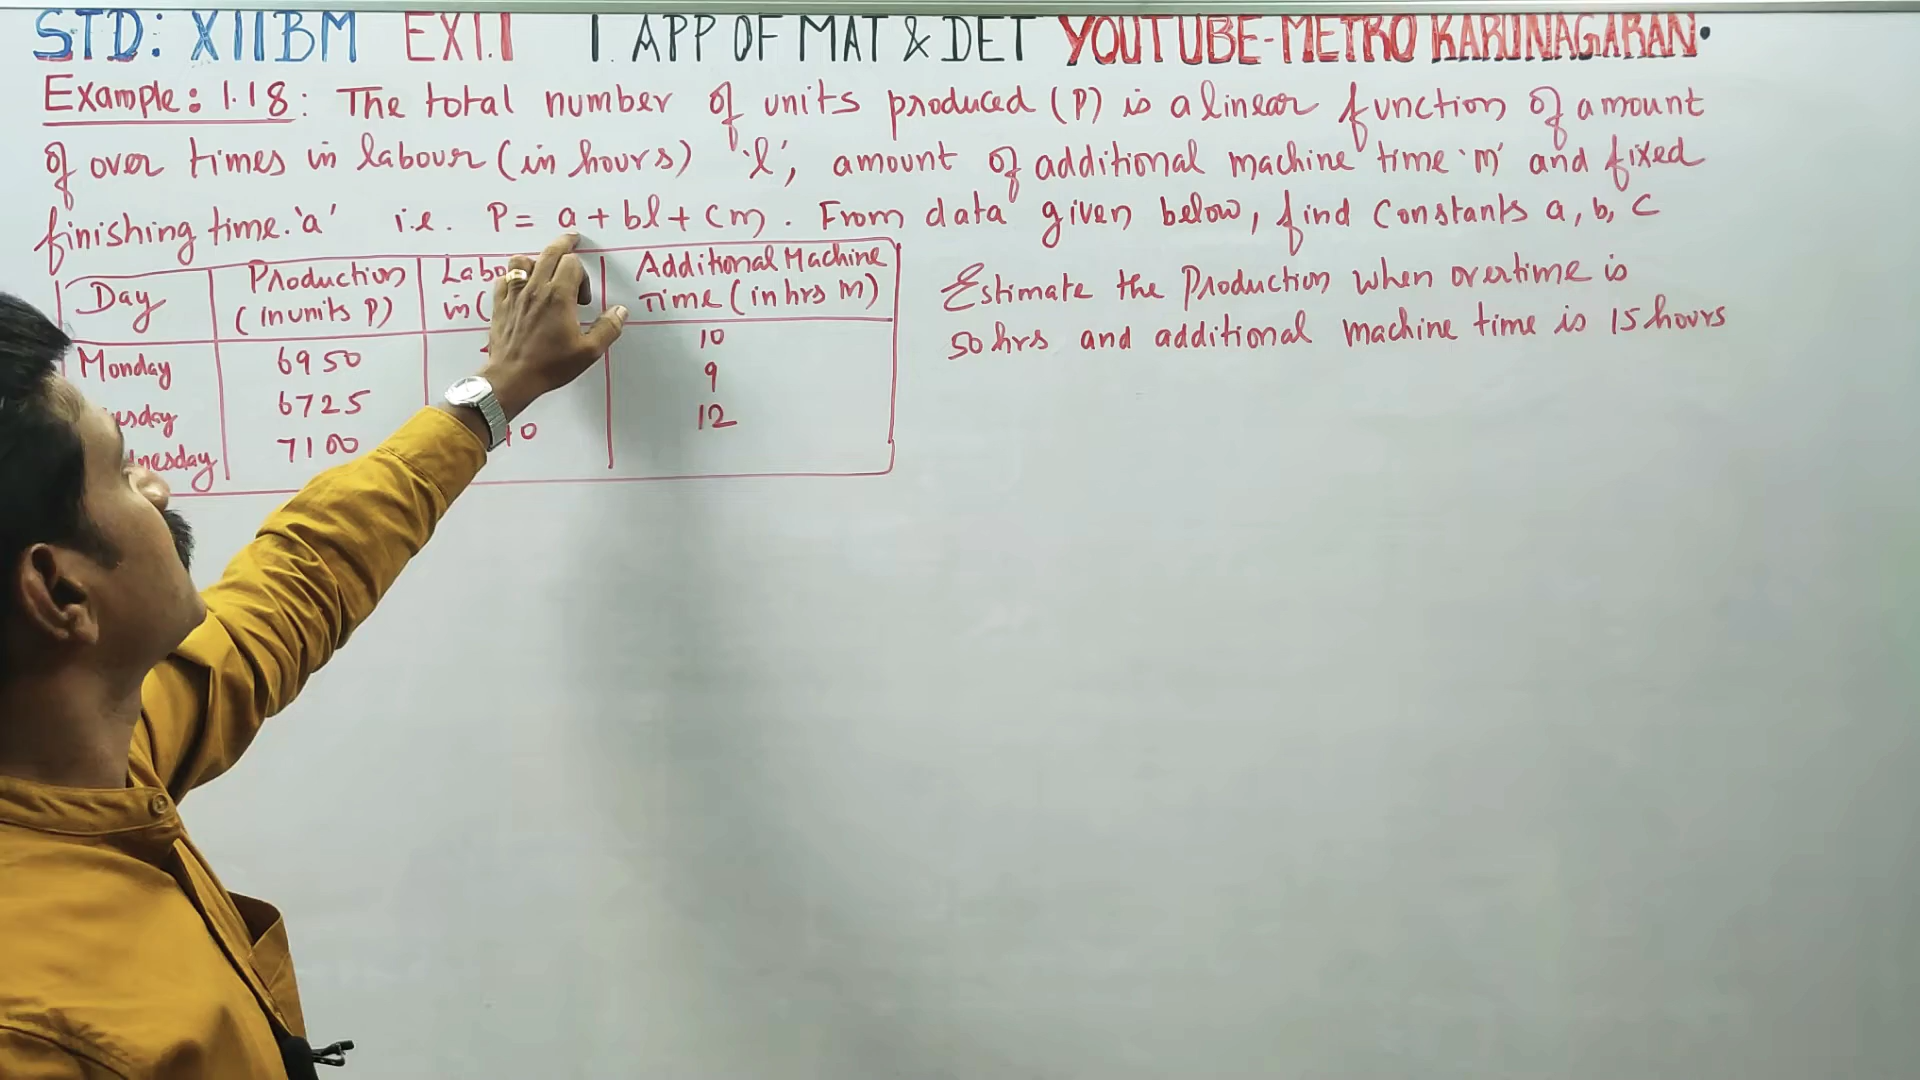 STD: XIIBM EX1.1 1. APP OF MAT & DET YOUTUBE-METRO KARUNAGARAN.
Example: 1.18: The total number of units produced (P) is a linear function of amount
of over times in labour (in hours) 'l', amount of additional machine time 'm' and fixed
finishing time. 'a' i.e. P = a + bl + cm. From data given below, find Constants a, b, c
Estimate the Production when overtime is
50 hrs and additional machine time is 15 hours
Day Production (in units P) in ( Additional Machine Time (in hrs M)
Monday 6950 10
6725 9
7100 12